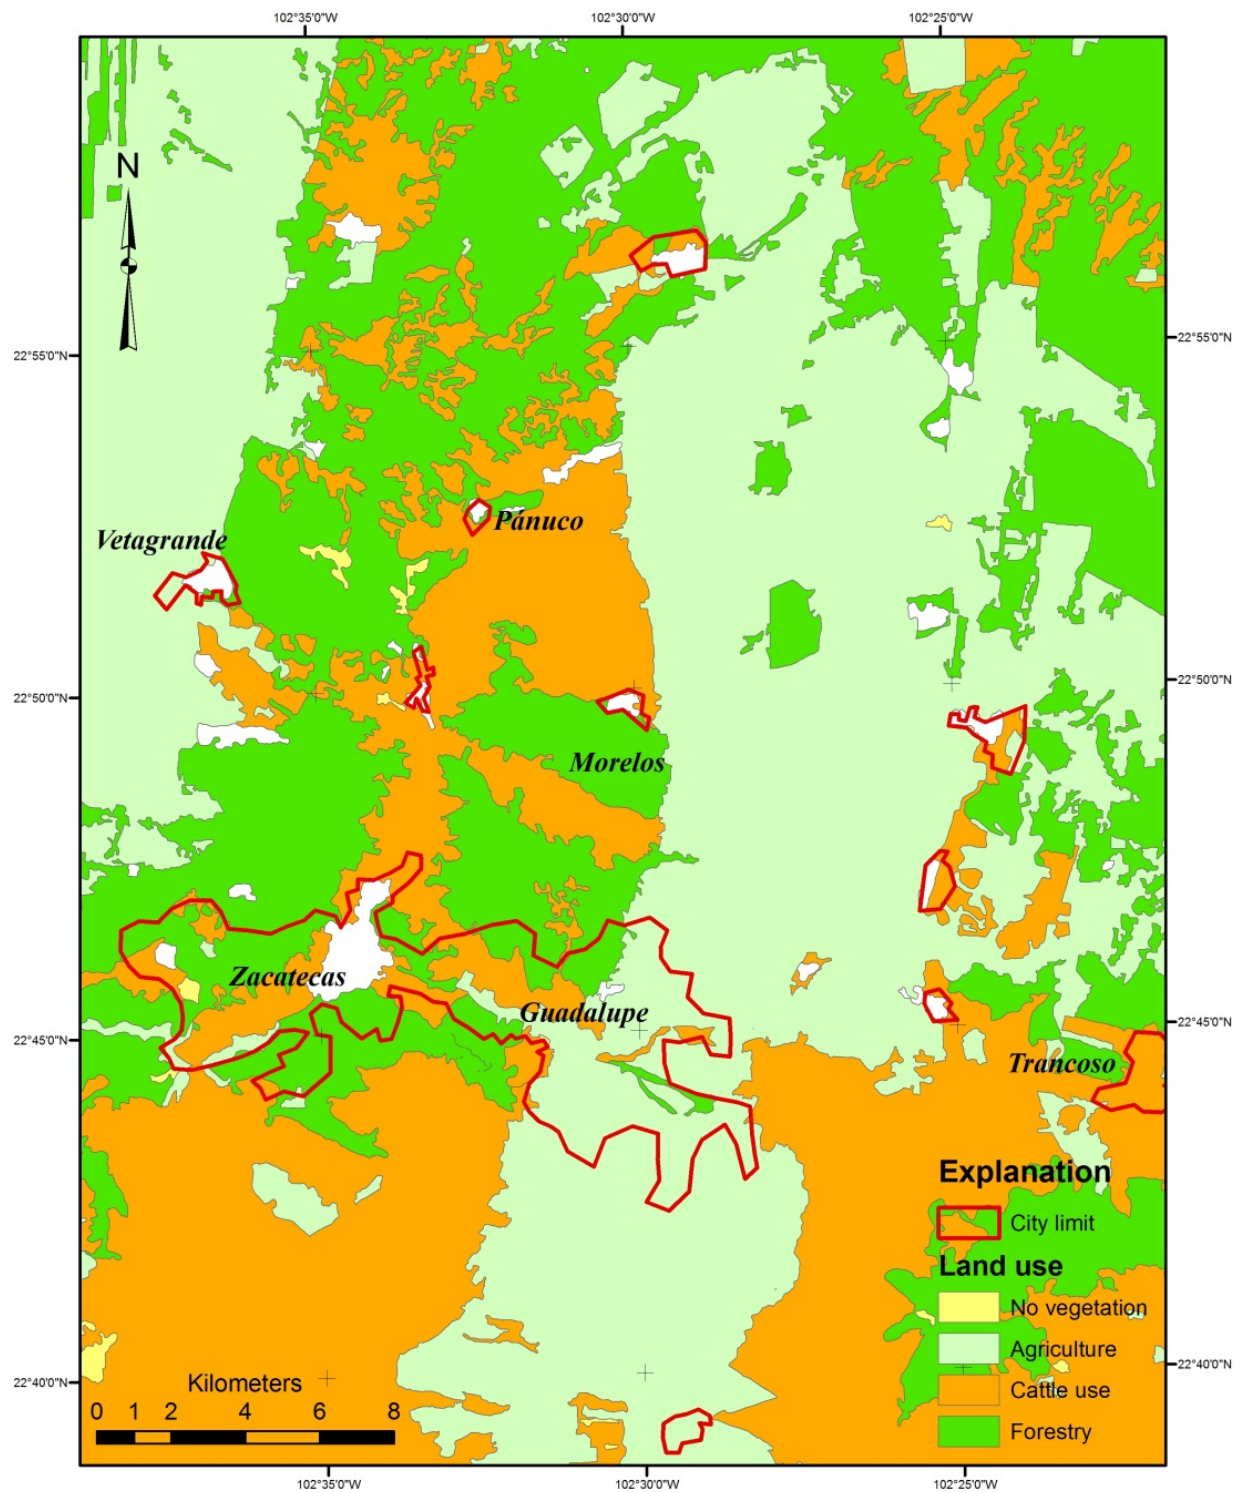 102°35'0"W 102°30'0"W 102°25'0"W
N
22°55'0"N 22°55'0"N
Pánuco
Vetagrande
22°50'0"N 22°50'0"N
Morelos
Zacatecas
Guadalupe
22°45'0"N 22°45'0"N
Trancoso
Explanation
City limit
Land use
No vegetation
Agriculture
Cattle use
Forestry
22°40'0"N 22°40'0"N
Kilometers
0 1 2 4 6 8
102°35'0"W 102°30'0"W 102°25'0"W